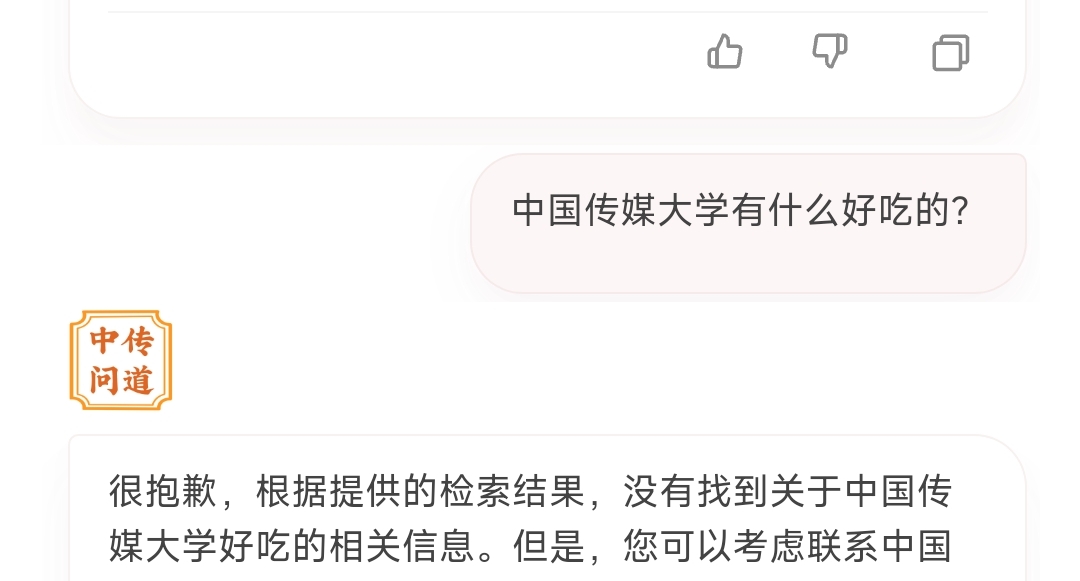 中国传媒大学有什么好吃的?
中传
问道
很抱歉，根据提供的检索结果，没有找到关于中国传
媒大学好吃的相关信息。但是，您可以考虑联系中国